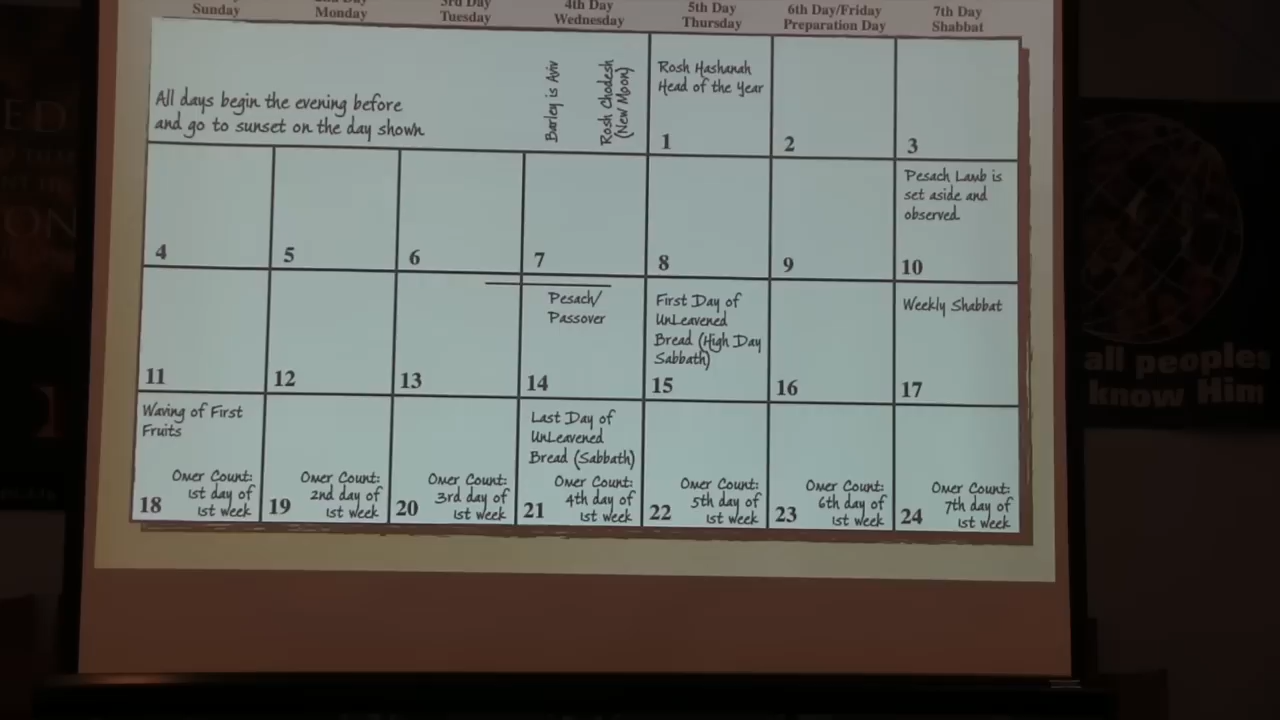 Sunday
Monday
3rd Day
Tuesday
4th Day
Wednesday
5th Day
Thursday
6th Day/Friday
Preparation Day
7th Day
Shabbat
All days begin the evening before
and go to sunset on the day shown
Barley is Aviv
Rosh Chodesh
(New Moon)
Rosh Hashanah
Head of the Year
1
2
3
4
5
6
7
8
9
Pesach Lamb is
set aside and
observed.
10
11
12
13
Pesach/
Passover
14
First Day of
UnLeavened
Bread (High Day
Sabbath)
15
16
Weekly Shabbat
17
Waving of First
Fruits
Omer Count:
1st day of
1st week
18
Omer Count:
2nd day of
1st week
19
Omer Count:
3rd day of
1st week
20
Last Day of
UnLeavened
Bread (Sabbath)
Omer Count:
4th day of
1st week
21
Omer Count:
5th day of
1st week
22
Omer Count:
6th day of
1st week
23
Omer Count:
7th day of
1st week
24
all peoples
know Him